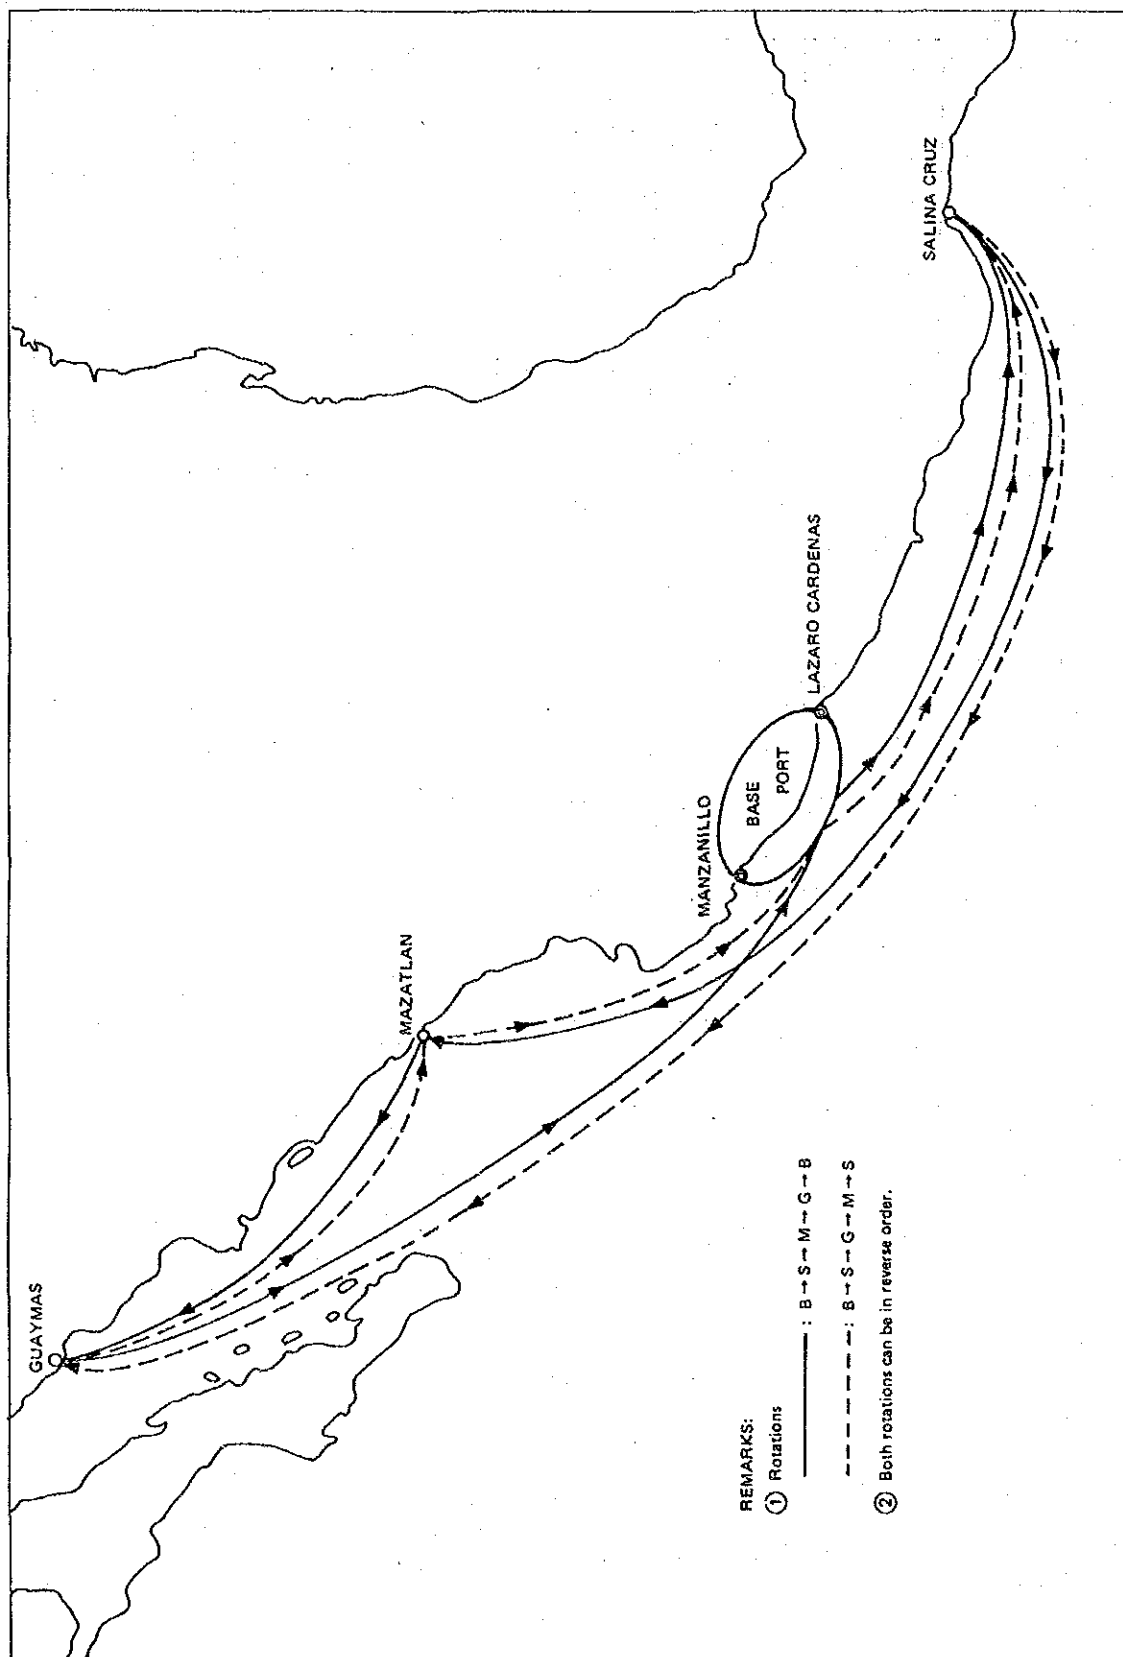 GUAYMAS
MAZATLAN
MANZANILLO
BASE
PORT
LAZARO CARDENAS
SALINA CRUZ
REMARKS:
① Rotations
: B→S→M→G→B
: B→S→G→M→S
② Both rotations can be in reverse order.